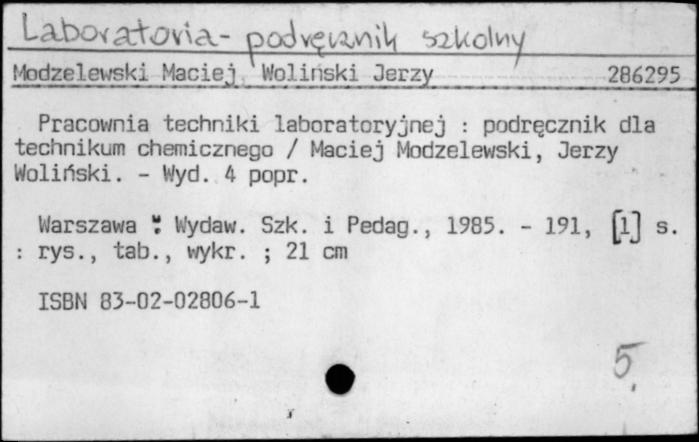 Laboratoria - podręcznik szkolny
Modzelewski Maciej, Woliński Jerzy 286295
Pracownia techniki laboratoryjnej : podręcznik dla
technikum chemicznego / Maciej Modzelewski, Jerzy
Woliński. - Wyd. 4 popr.
Warszawa : Wydaw. Szk. i Pedag., 1985. - 191, [1] s.
: rys., tab., wykr. ; 21 cm
ISBN 83-02-02806-1
5.